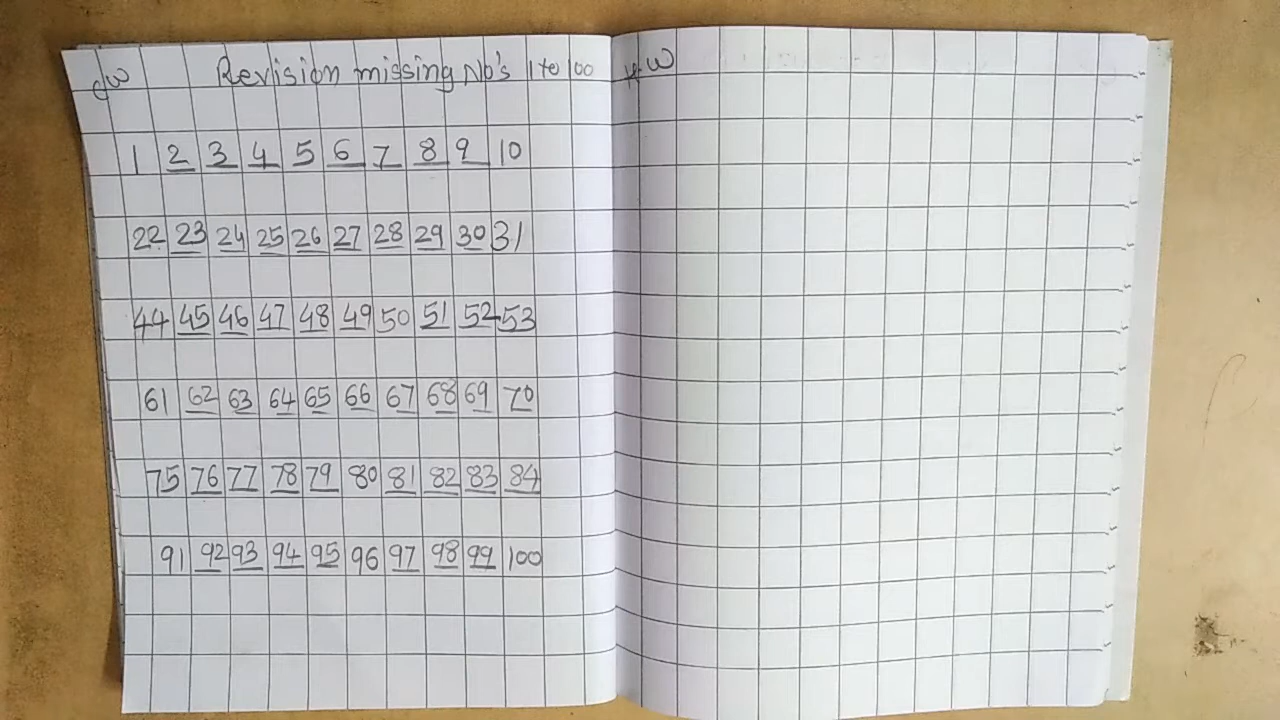 CW Revision missing No's 1 to 100
1 2 3 4 5 6 7 8 9 10
22 23 24 25 26 27 28 29 30 31
44 45 46 47 48 49 50 51 52 53
61 62 63 64 65 66 67 68 69 70
75 76 77 78 79 80 81 82 83 84
91 92 93 94 95 96 97 98 99 100
H.W